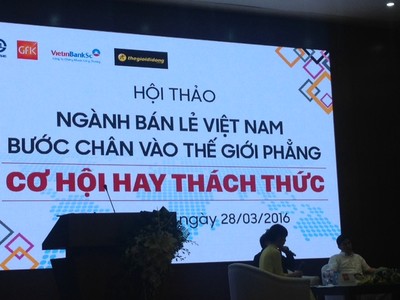 GfK VietinBankSc thegioididong
HỘI THẢO
NGÀNH BÁN LẺ VIỆT NAM
BƯỚC CHÂN VÀO THẾ GIỚI PHẲNG
CƠ HỘI HAY THÁCH THỨC
ngày 28/03/2016